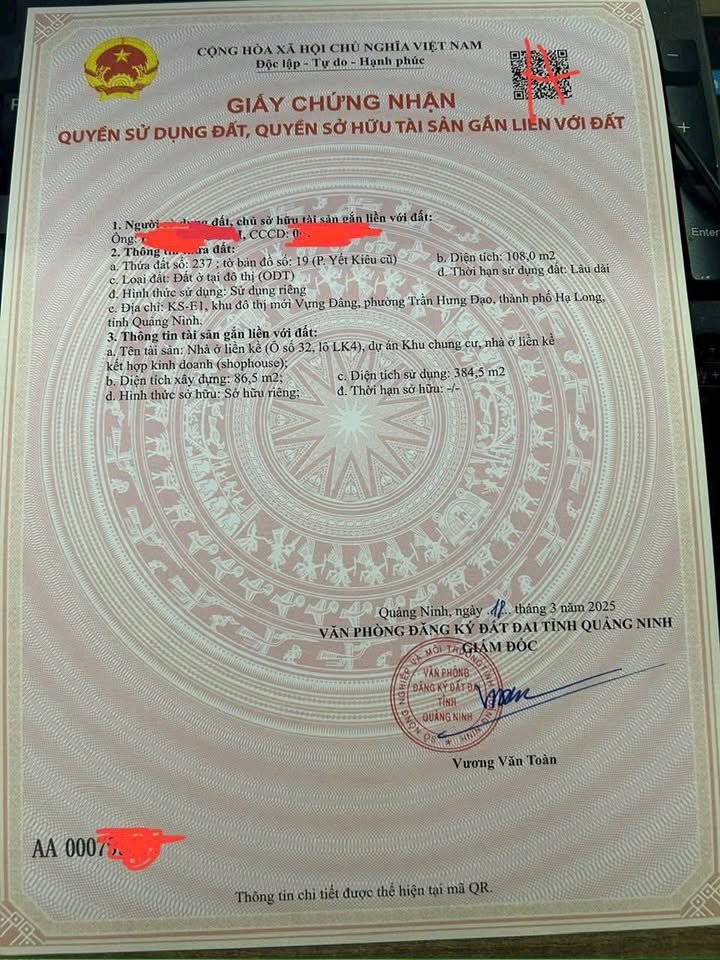 CỘNG HÒA XÃ HỘI CHỦ NGHĨA VIỆT NAM
Độc lập - Tự do - Hạnh phúc
GIẤY CHỨNG NHẬN
QUYỀN SỬ DỤNG ĐẤT, QUYỀN SỞ HỮU TÀI SẢN GẮN LIỀN VỚI ĐẤT
1. Người sử dụng đất, chủ sở hữu tài sản gắn liền với đất:
Ông: , CCCD: 0
2. Thông tin thửa đất:
a. Thửa đất số: 237 ; tờ bản đồ số: 19 (P. Yết Kiêu cũ) b. Diện tích: 108,0 m2
c. Loại đất: Đất ở tại đô thị (ODT) d. Thời hạn sử dụng đất: Lâu dài
đ. Hình thức sử dụng: Sử dụng riêng
e. Địa chỉ: KS-E1, khu đô thị mới Vựng Đâng, phường Trần Hưng Đạo, thành phố Hạ Long,
tỉnh Quảng Ninh.
3. Thông tin tài sản gắn liền với đất:
a. Tên tài sản: Nhà ở liền kề (Ô số 32, lô LK4), dự án Khu chung cư, nhà ở liền kề
kết hợp kinh doanh (shophouse);
b. Diện tích xây dựng: 86,5 m2; c. Diện tích sử dụng: 384,5 m2
d. Hình thức sở hữu: Sở hữu riêng; đ. Thời hạn sở hữu: -/-
Quảng Ninh, ngày 18 tháng 3 năm 2025
VĂN PHÒNG ĐĂNG KÝ ĐẤT ĐAI TỈNH QUẢNG NINH
GIÁM ĐỐC
VĂN PHÒNG
ĐĂNG KÝ ĐẤT ĐAI
TỈNH
QUẢNG NINH
Vương Văn Toàn
AA 0007
Thông tin chi tiết được thể hiện tại mã QR.
Enter